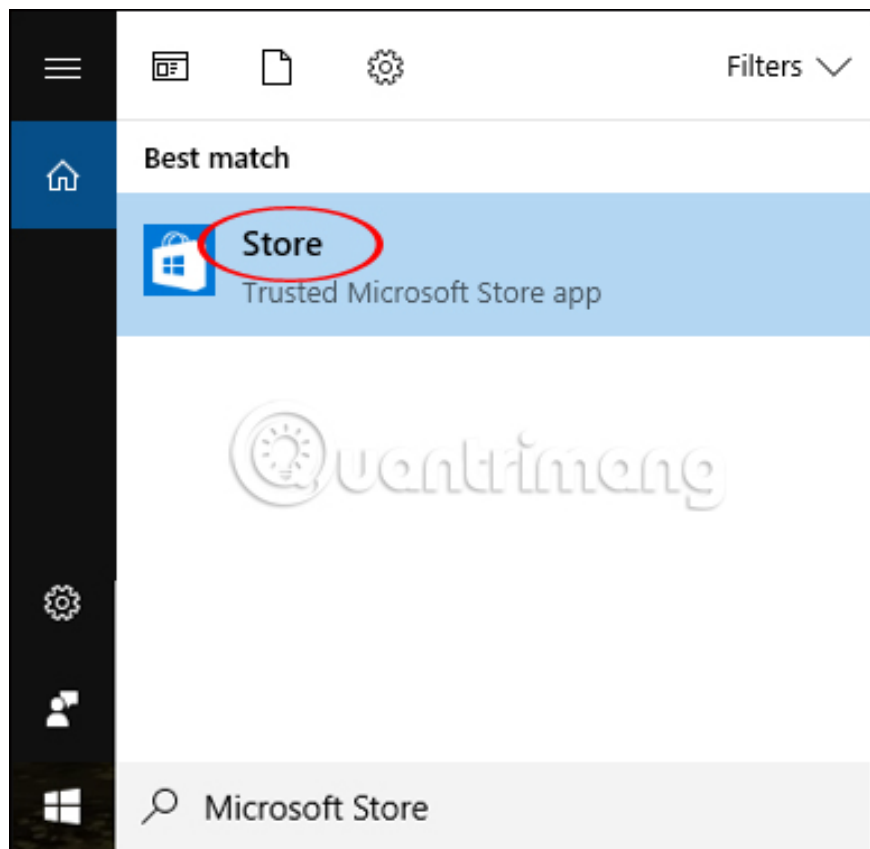 Filters
Best match
Store
Trusted Microsoft Store app
Quantrimang
Microsoft Store